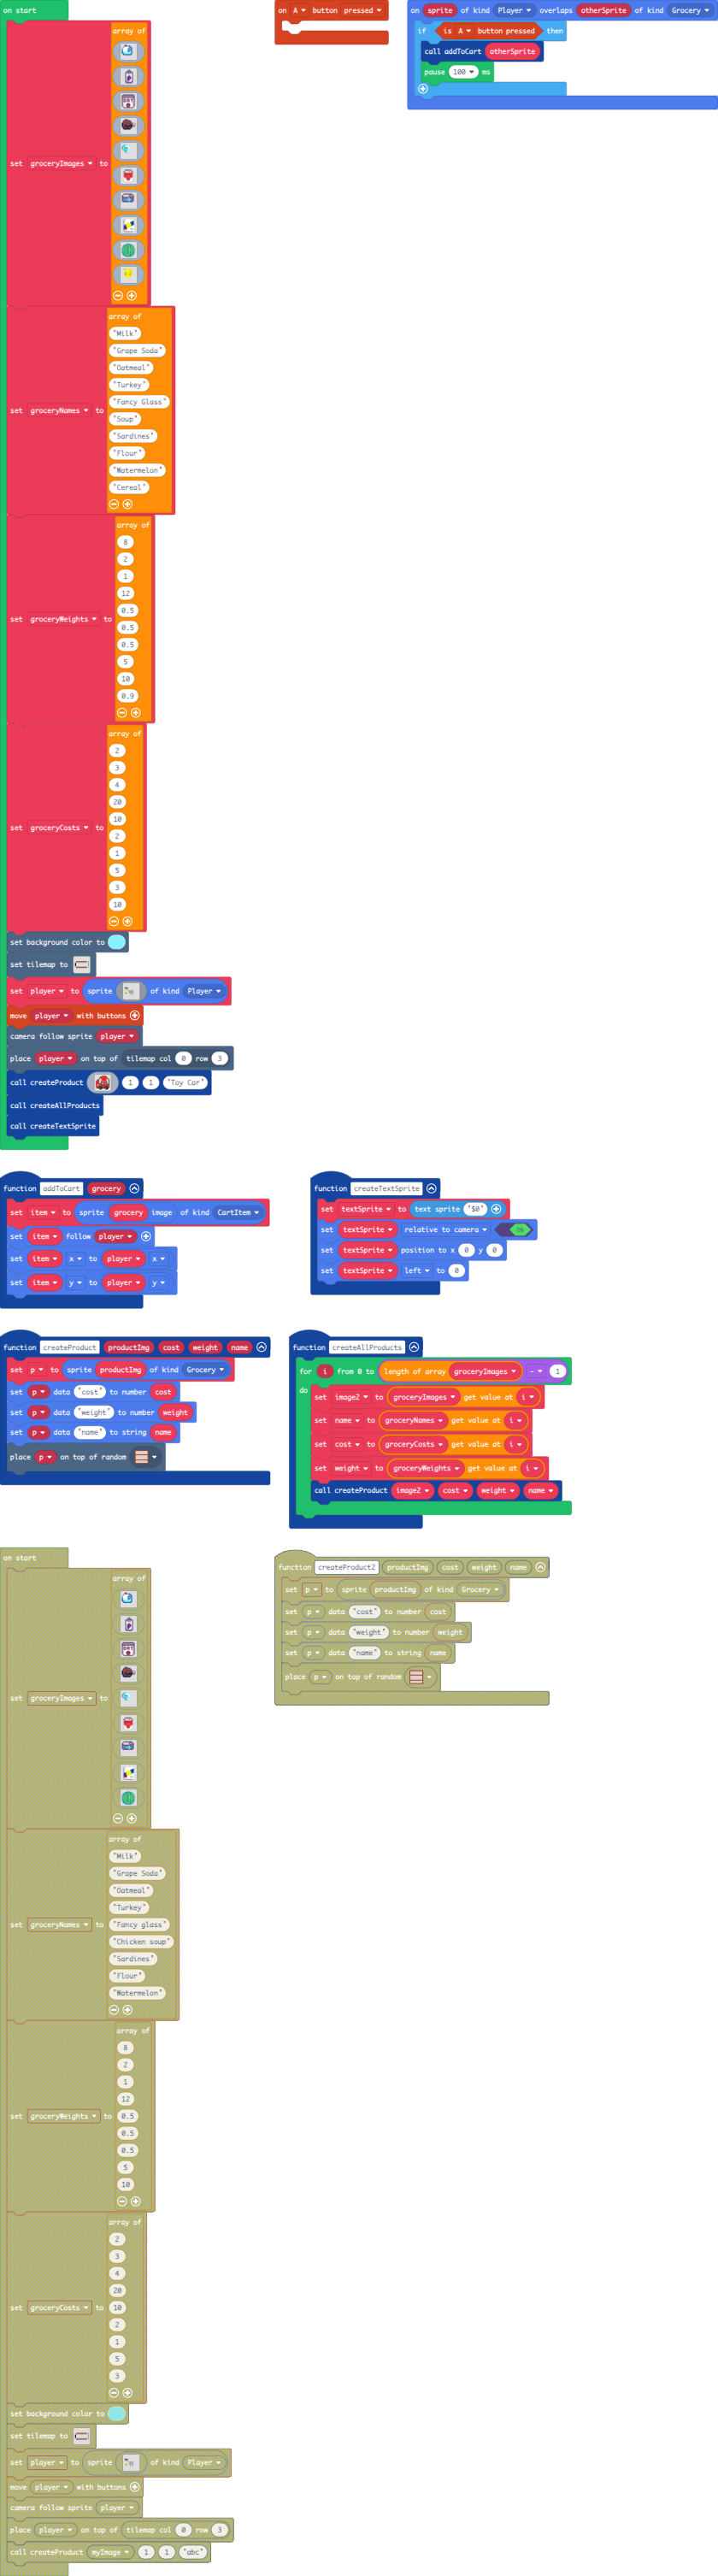 on start
array of
set groceryImages to
array of
"Milk"
"Grape Soda"
"Oatmeal"
"Turkey"
"Fancy Glass"
set groceryNames to
"Soup"
"Sardines"
"Flour"
"Watermelon"
"Cereal"
array of
8
2
1
12
0.5
set groceryWeights to
0.5
0.5
5
10
0.9
array of
2
3
4
20
10
set groceryCosts to
2
1
5
3
10
set background color to
set tilemap to
set player to sprite of kind Player
move player with buttons
camera follow sprite player
place player on top of tilemap col 0 row 3
call createProduct 1 1 "Toy Car"
call createAllProducts
call createTextSprite
on A button pressed
on sprite of kind Player overlaps otherSprite of kind Grocery
if is A button pressed then
call addToCart otherSprite
pause 100 ms
function addToCart grocery
set item to sprite grocery image of kind CartItem
set item follow player
set item x to player x
set item y to player y
function createTextSprite
set textSprite to text sprite "$0"
set textSprite relative to camera ON
set textSprite position to x 0 y 0
set textSprite left to 0
function createProduct productImg cost weight name
set p to sprite productImg of kind Grocery
set p data "cost" to number cost
set p data "weight" to number weight
set p data "name" to string name
place p on top of random
function createAllProducts
for i from 0 to length of array groceryImages - 1
do
set image2 to groceryImages get value at i
set name to groceryNames get value at i
set cost to groceryCosts get value at i
set weight to groceryWeights get value at i
call createProduct image2 cost weight name
on start
array of
set groceryImages to
array of
"Milk"
"Grape Soda"
"Oatmeal"
"Turkey"
set groceryNames to "Fancy glass"
"Chicken soup"
"Sardines"
"Flour"
"Watermelon"
array of
8
2
1
12
set groceryWeights to 0.5
0.5
0.5
5
10
array of
2
3
4
20
set groceryCosts to 10
2
1
5
3
set background color to
set tilemap to
set player to sprite of kind Player
move player with buttons
camera follow sprite player
place player on top of tilemap col 0 row 3
call createProduct myImage 1 1 "abc"
function createProduct2 productImg cost weight name
set p to sprite productImg of kind Grocery
set p data "cost" to number cost
set p data "weight" to number weight
set p data "name" to string name
place p on top of random